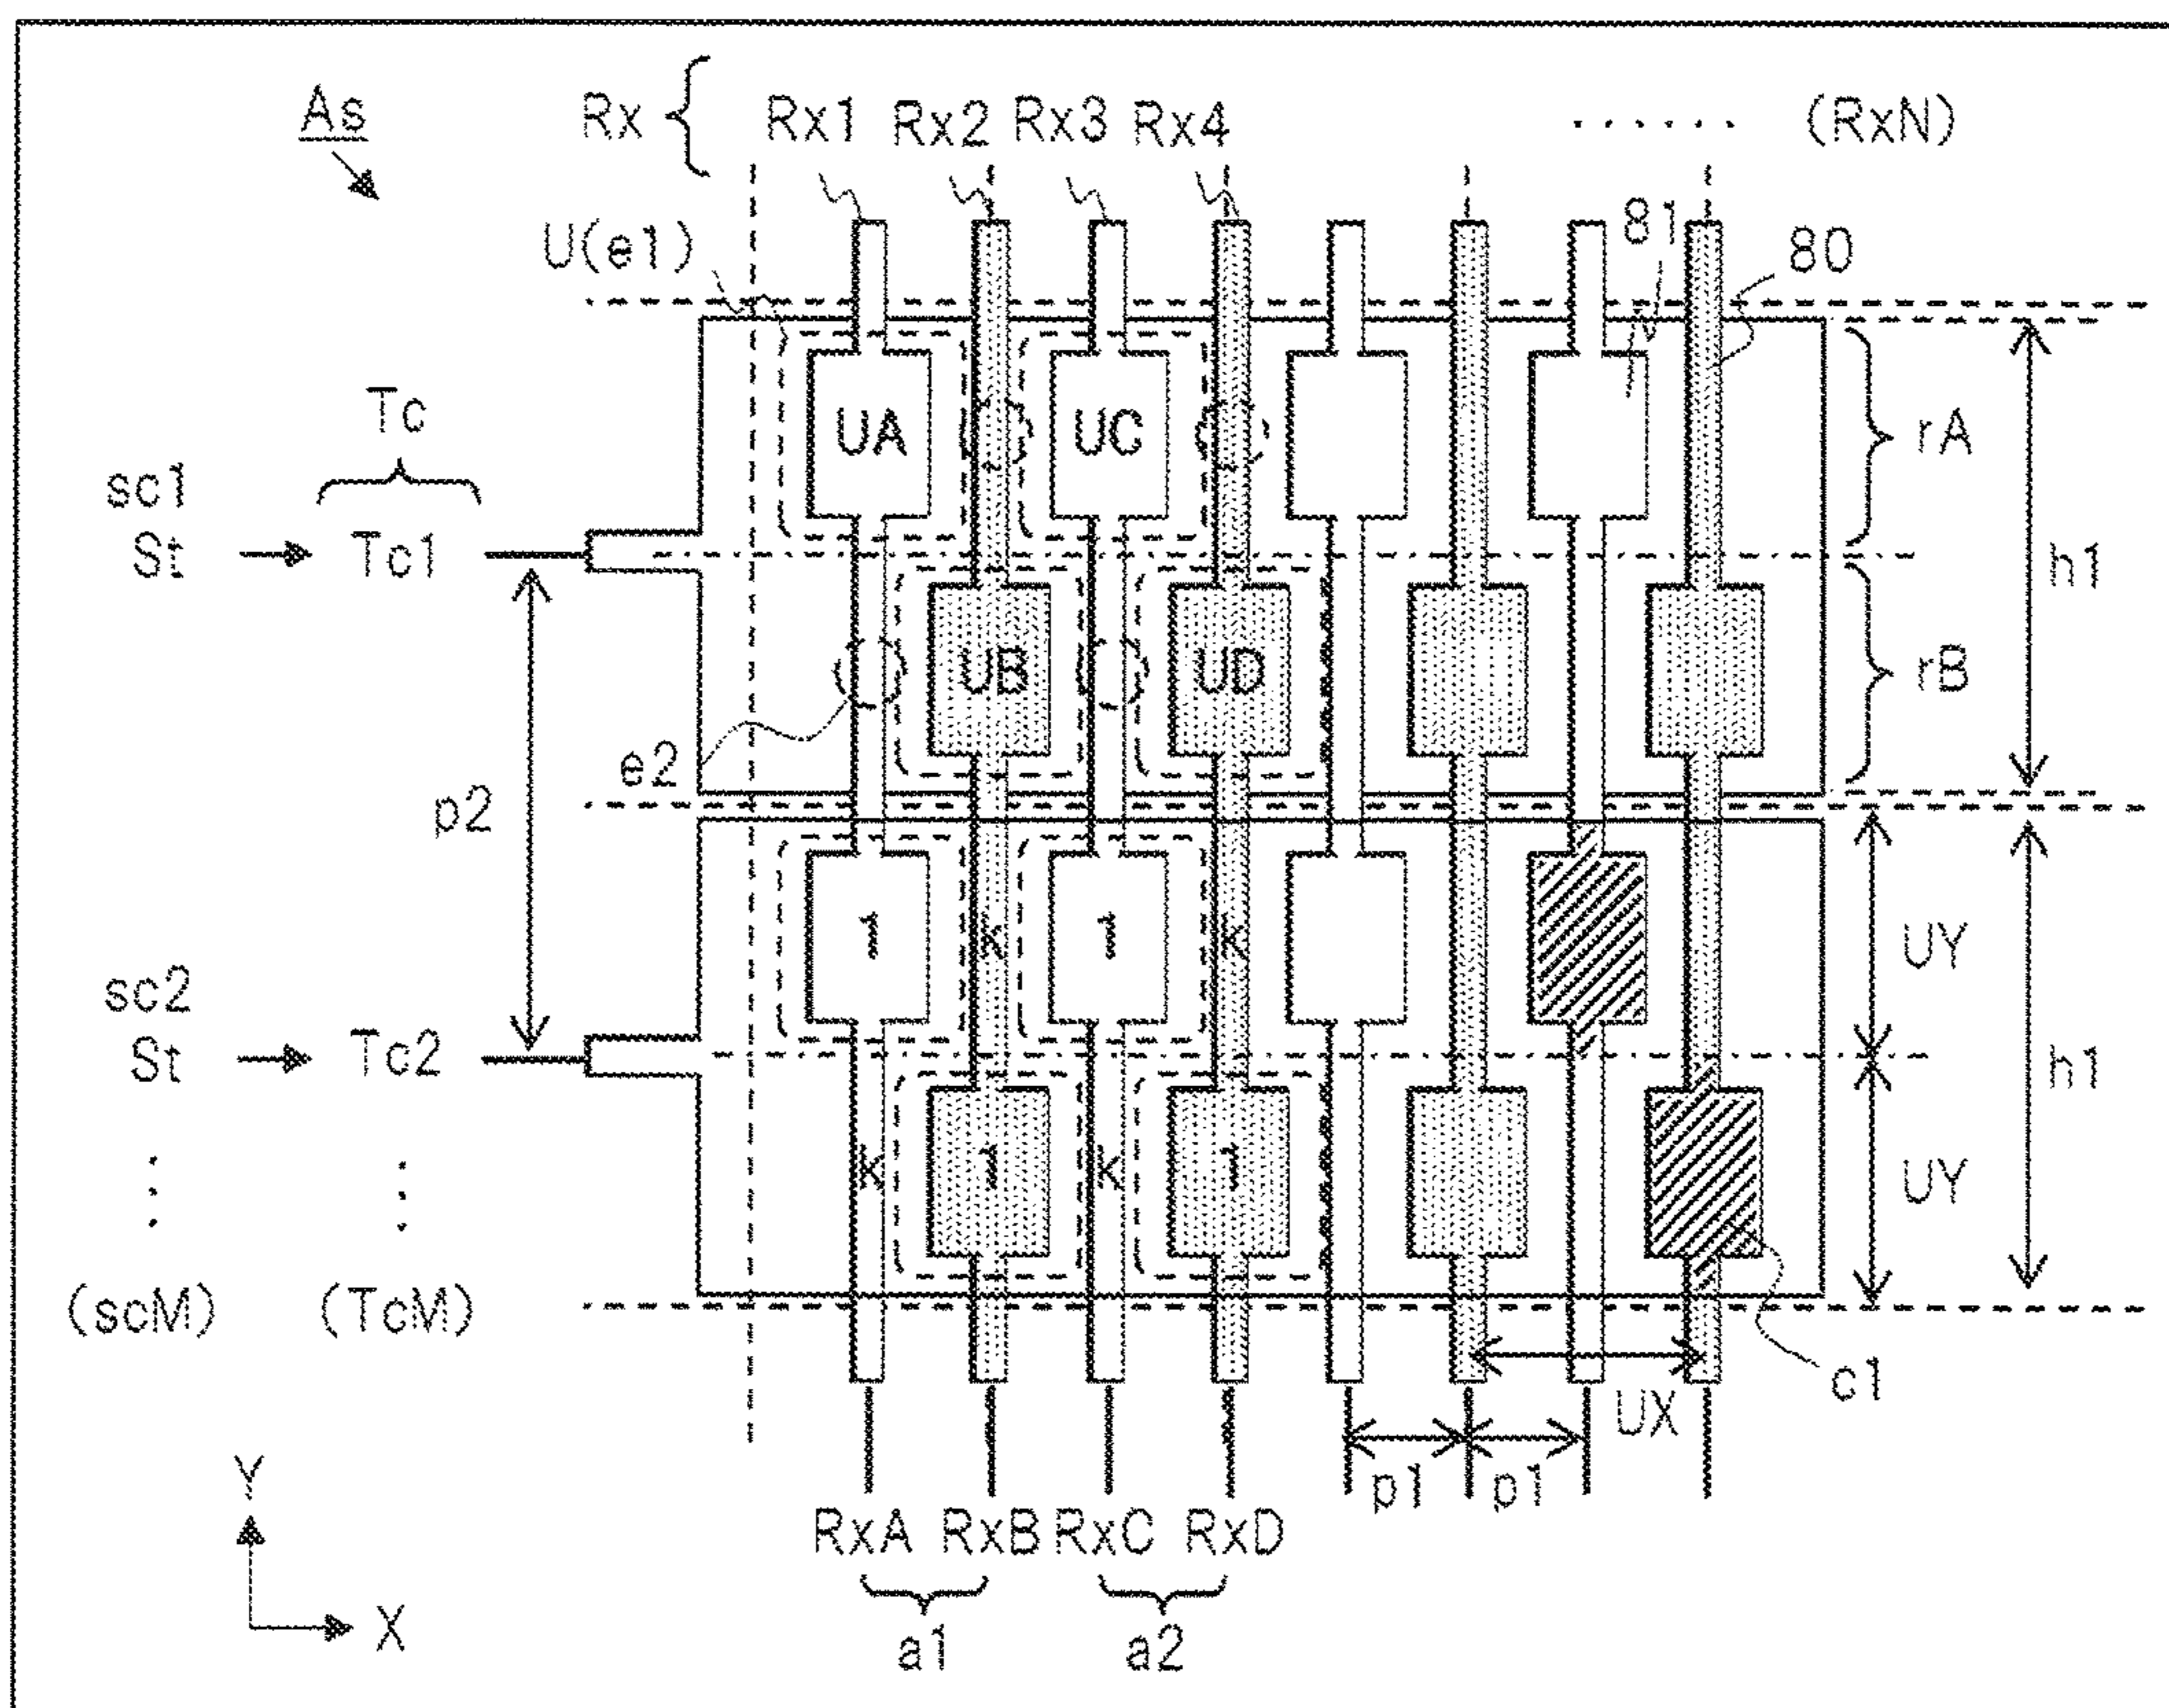 As
Rx Rx1 Rx2 Rx3 Rx4 ...... (RxN)
U(e1) 81 80
UA UC rA
Tc
sc1
St Tc1 h1
UB UD rB
e2
p2
1 K 1 K UY
sc2
St Tc2 h1
K 1 K 1 UY
(scM) (TcM)
c1
UX
p1 p1
Y
RxA RxB RxC RxD
X
a1 a2